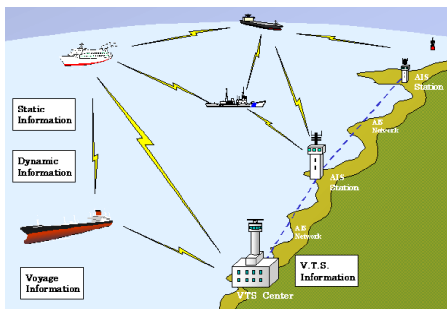 AIS
Station
Static
Information
AIS
Network
Dynamic
Information
AIS
Station
AIS
Network
Voyage
Information
V.T.S.
Information
VTS Center